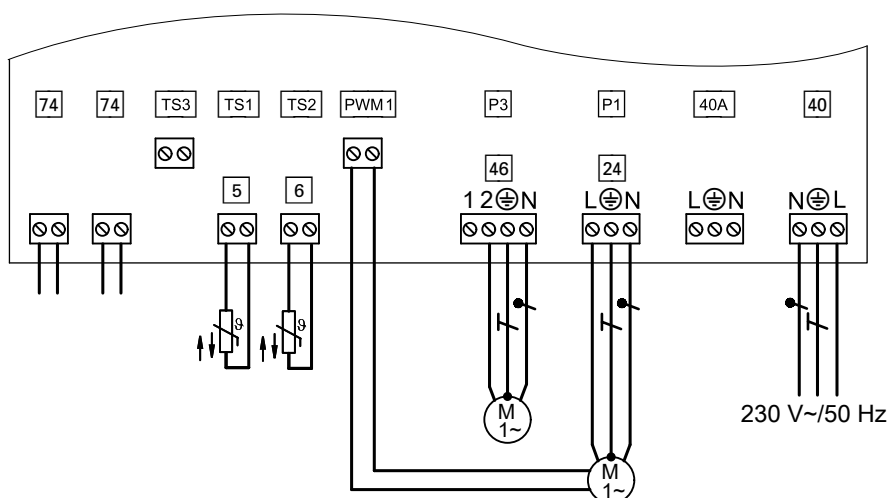 74 74 TS3 TS1 TS2 PWM1 P3 P1 40A 40
5 6 46 24
1 2 N L N L N N L
ϑ ϑ
M
1~
230 V~/50 Hz
M
1~